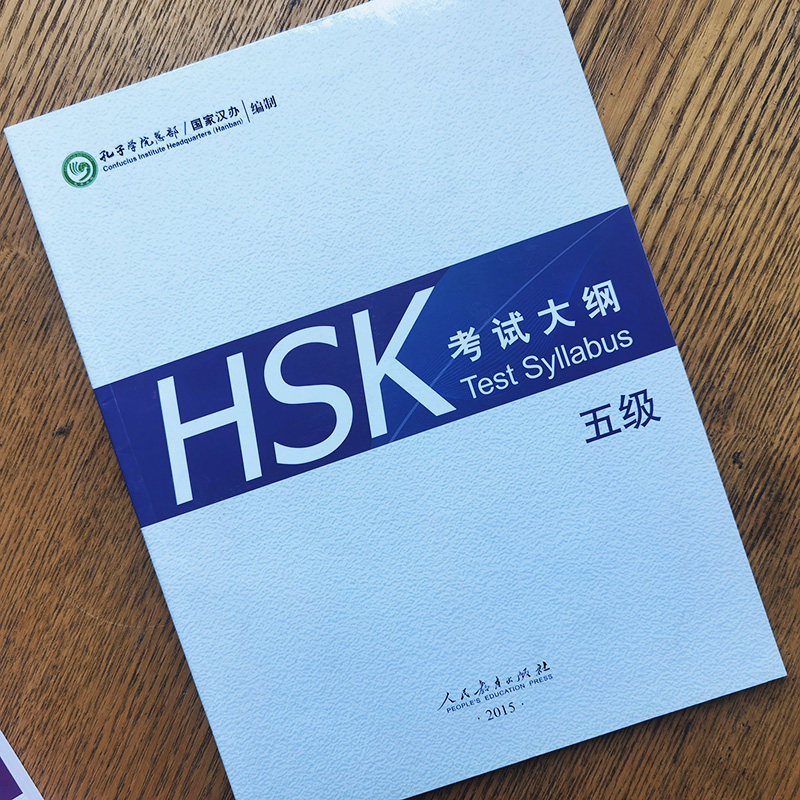 孔子学院总部/国家汉办 编制
Confucius Institute Headquarters (Hanban)
HSK
考试大纲
Test Syllabus
五级
人民教育出版社
PEOPLE'S EDUCATION PRESS
·2015·